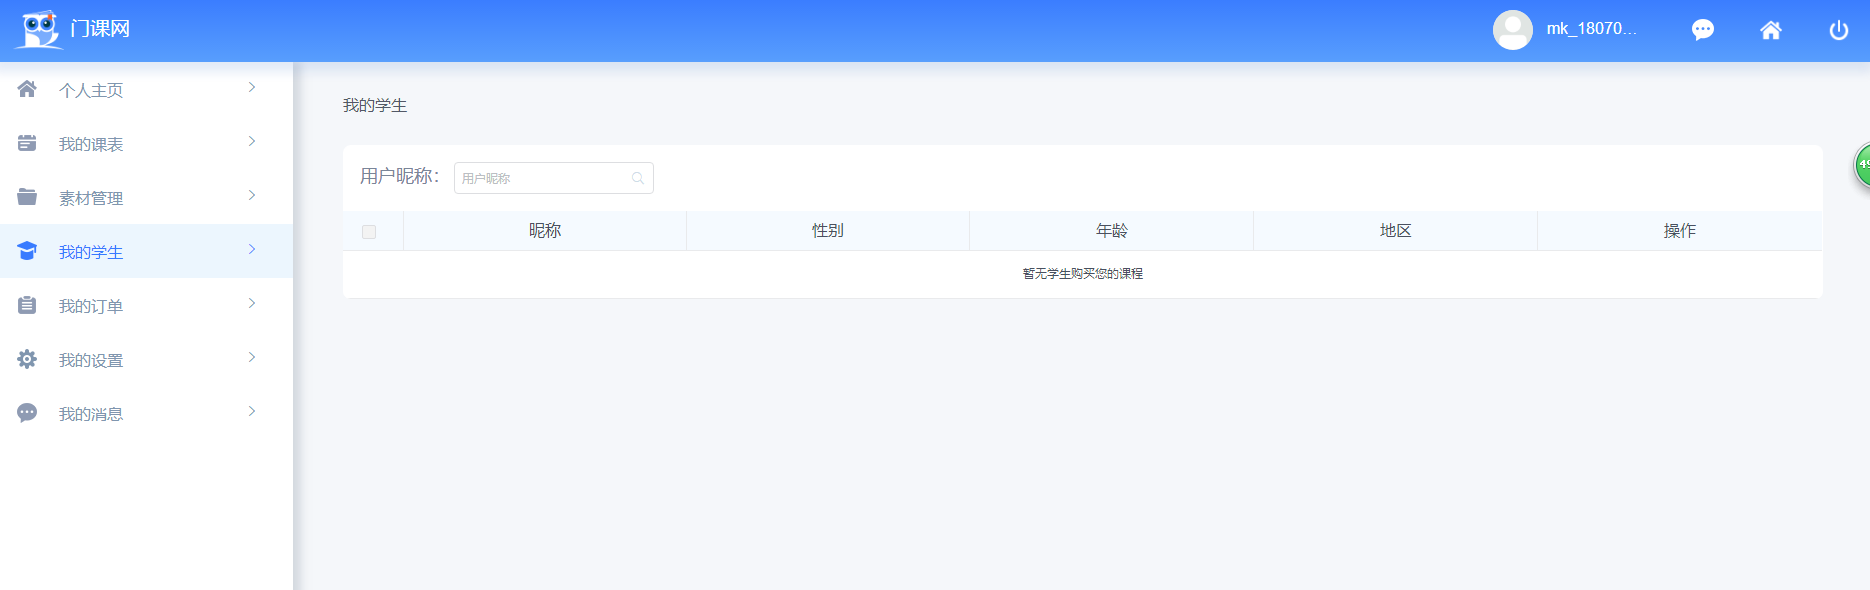 门课网
mk_18070...
个人主页
我的课表
素材管理
我的学生
我的订单
我的设置
我的消息
我的学生
用户昵称：
用户昵称
昵称 性别 年龄 地区 操作
暂无学生购买您的课程